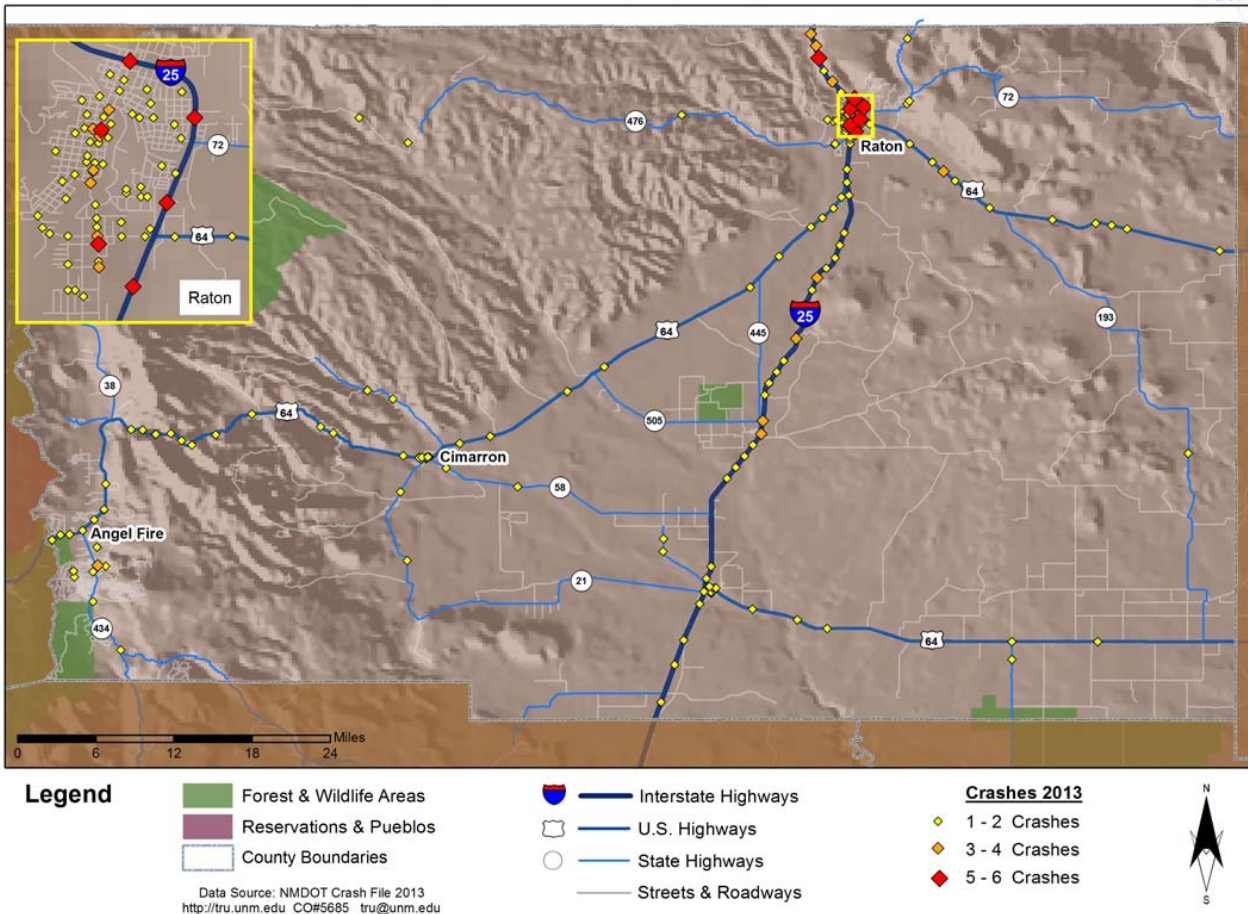 25
72
64
Raton
476
72
Raton
64
25
64
445
193
38
64
505
Cimarron
58
Angel Fire
21
434
64
Miles
0 6 12 18 24
Legend
Forest & Wildlife Areas
Reservations & Pueblos
County Boundaries
Data Source: NMDOT Crash File 2013
http://tru.unm.edu CO#5685 tru@unm.edu
Interstate Highways
U.S. Highways
State Highways
Streets & Roadways
Crashes 2013
1 - 2 Crashes
3 - 4 Crashes
5 - 6 Crashes
N
S